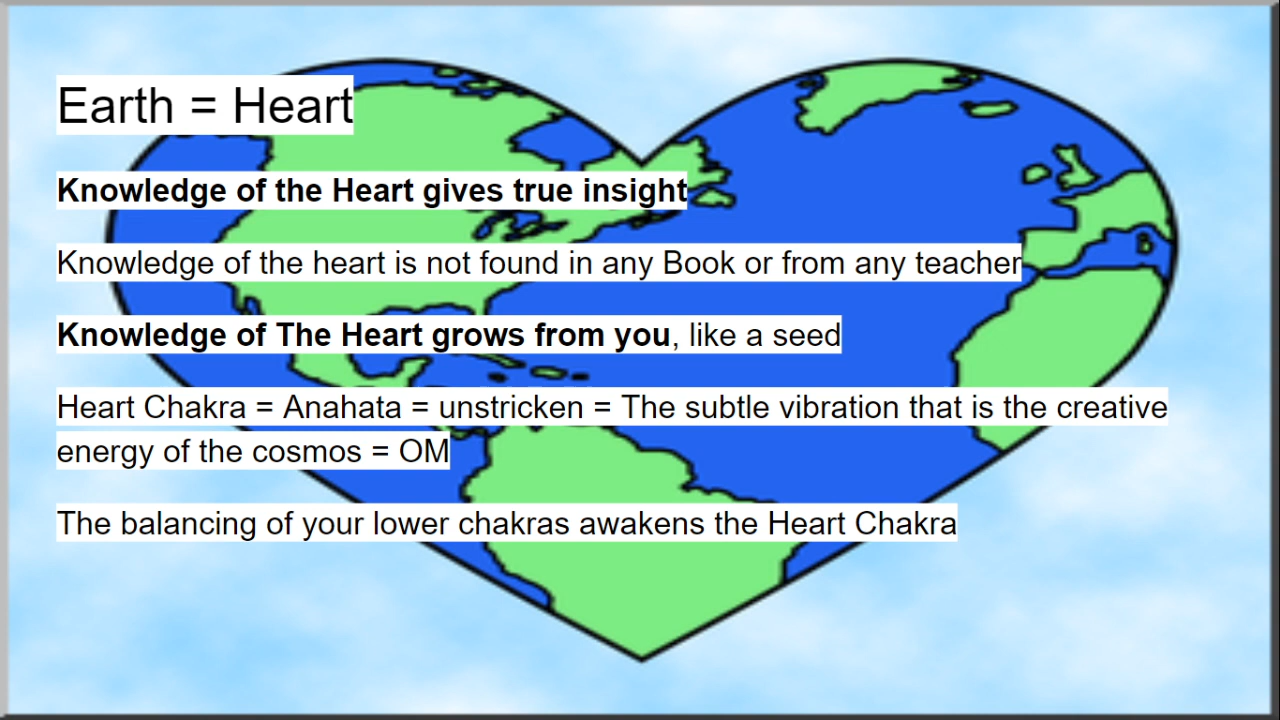 Earth = Heart
Knowledge of the Heart gives true insight
Knowledge of the heart is not found in any Book or from any teacher
Knowledge of The Heart grows from you, like a seed
Heart Chakra = Anahata = unstricken = The subtle vibration that is the creative
energy of the cosmos = OM
The balancing of your lower chakras awakens the Heart Chakra